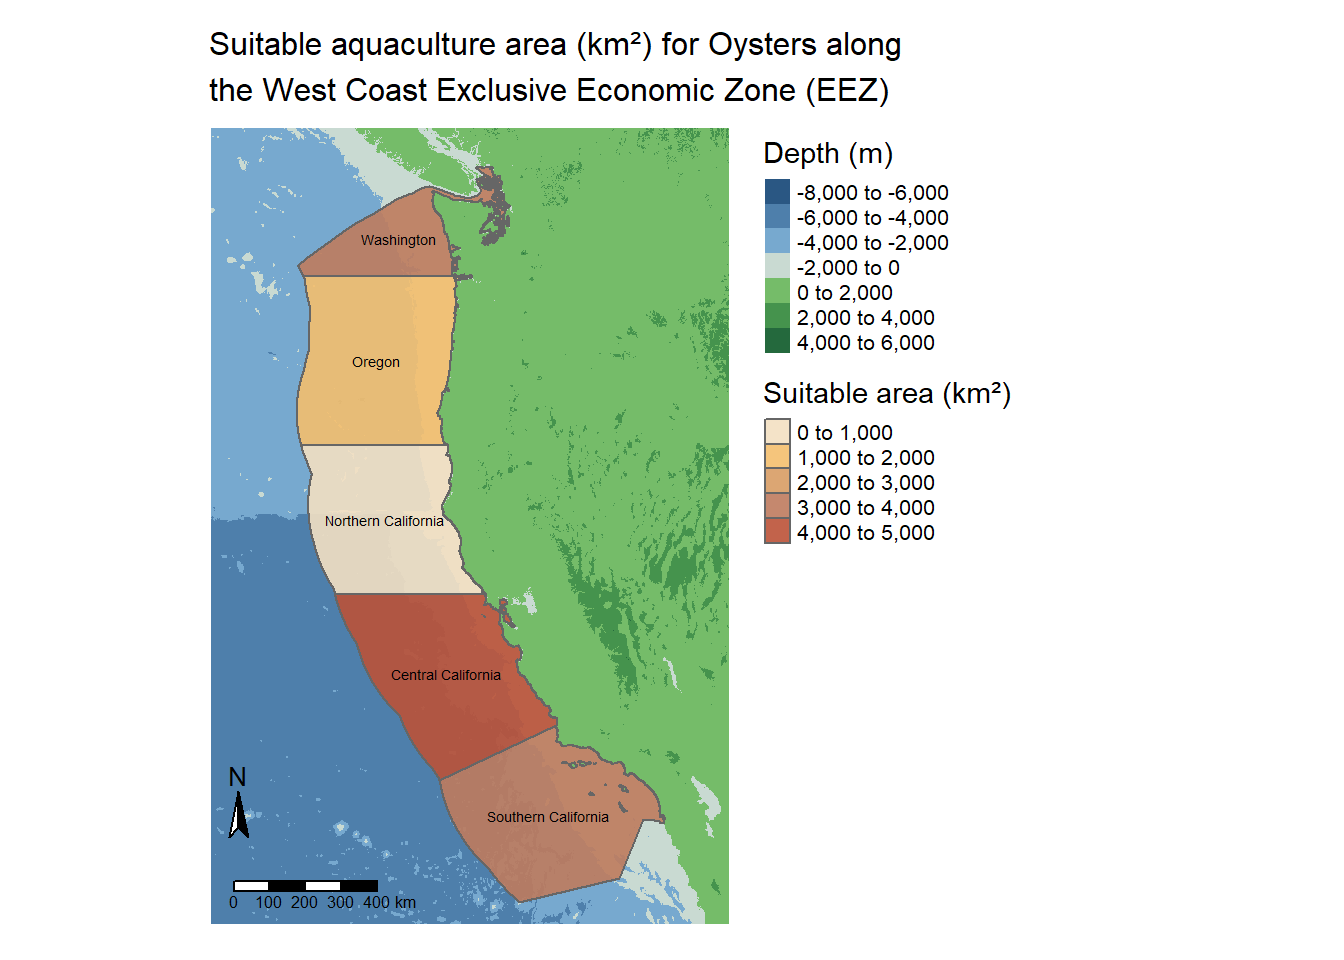 Suitable aquaculture area (km²) for Oysters along
the West Coast Exclusive Economic Zone (EEZ)
Depth (m)
-8,000 to -6,000
-6,000 to -4,000
-4,000 to -2,000
-2,000 to 0
0 to 2,000
2,000 to 4,000
4,000 to 6,000
Suitable area (km²)
0 to 1,000
1,000 to 2,000
2,000 to 3,000
3,000 to 4,000
4,000 to 5,000
Washington
Oregon
Northern California
Central California
Southern California
N
0 100 200 300 400 km